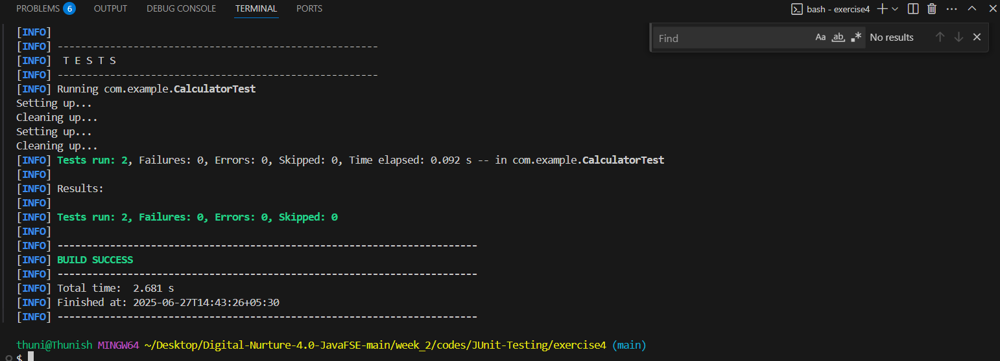 PROBLEMS 6 OUTPUT DEBUG CONSOLE TERMINAL PORTS bash - exercise4
Find Aa ab .* No results
[INFO]
[INFO] -------------------------------------------------------
[INFO]  T E S T S
[INFO] -------------------------------------------------------
[INFO] Running com.example.CalculatorTest
Setting up...
Cleaning up...
Setting up...
Cleaning up...
[INFO] Tests run: 2, Failures: 0, Errors: 0, Skipped: 0, Time elapsed: 0.092 s -- in com.example.CalculatorTest
[INFO]
[INFO] Results:
[INFO]
[INFO] Tests run: 2, Failures: 0, Errors: 0, Skipped: 0
[INFO]
[INFO] ------------------------------------------------------------------------
[INFO] BUILD SUCCESS
[INFO] ------------------------------------------------------------------------
[INFO] Total time:  2.681 s
[INFO] Finished at: 2025-06-27T14:43:26+05:30
[INFO] ------------------------------------------------------------------------
thuni@Thunish MINGW64 ~/Desktop/Digital-Nurture-4.0-JavaFSE-main/week_2/codes/JUnit-Testing/exercise4 (main)
$